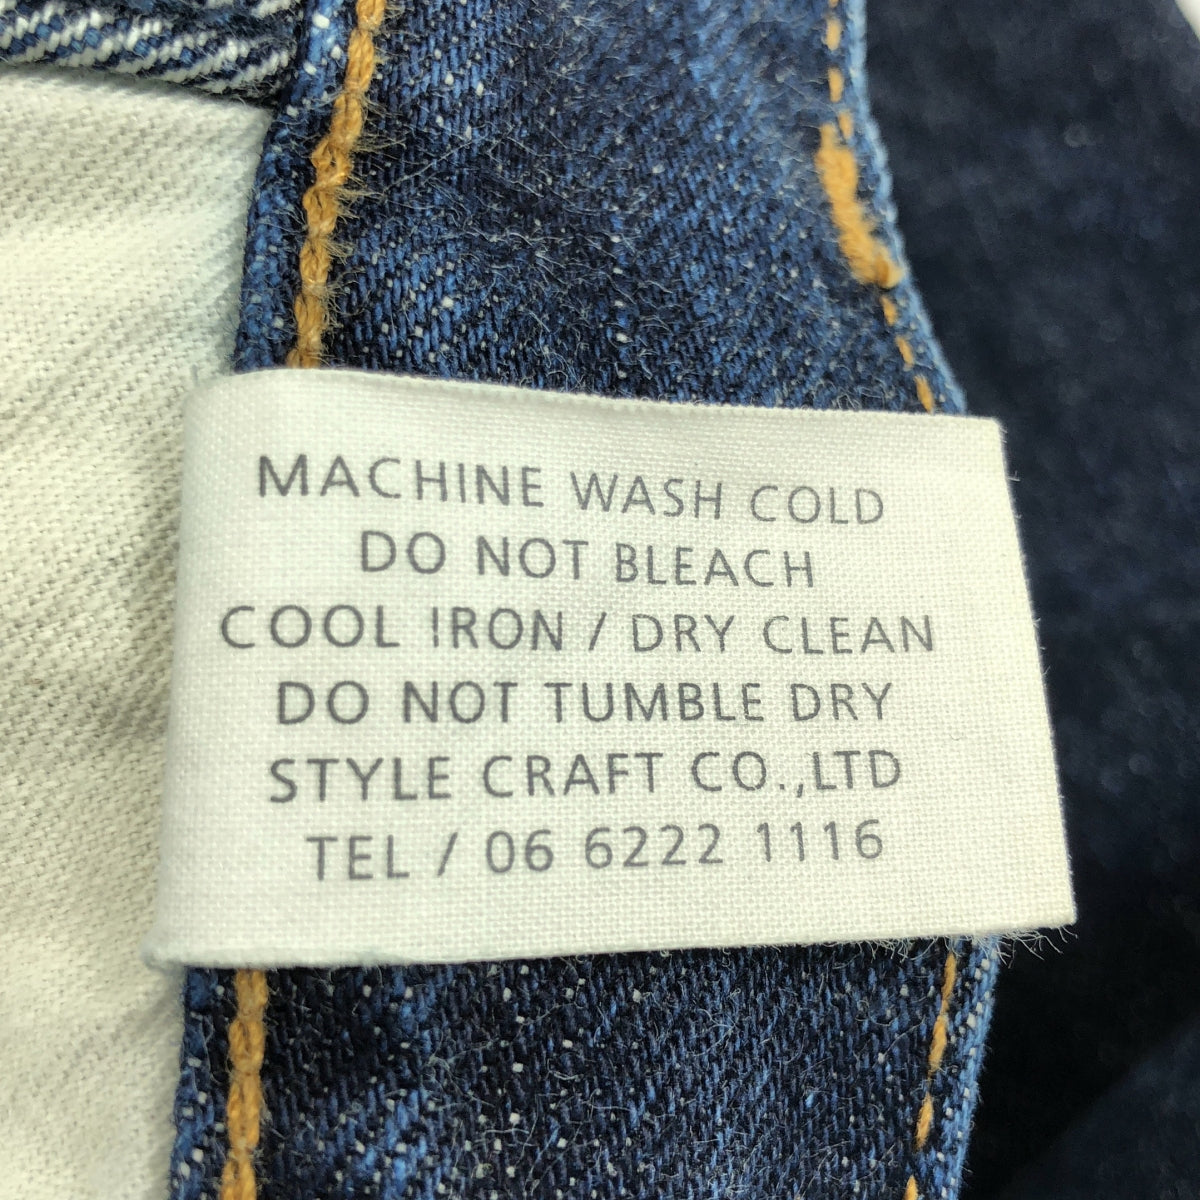 MACHINE WASH COLD
DO NOT BLEACH
COOL IRON / DRY CLEAN
DO NOT TUMBLE DRY
STYLE CRAFT CO.,LTD
TEL / 06 6222 1116